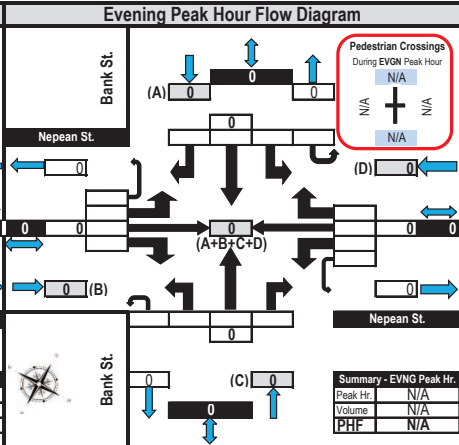 Evening Peak Hour Flow Diagram
Bank St.
0
Pedestrian Crossings
During EVGN Peak Hour
N/A
N/A
N/A
N/A
(A) 0
0
0
Nepean St.
0
(D) 0
0 0
0
0 0
(A+B+C+D)
0 (B)
0
0
Nepean St.
Bank St.
0
(C) 0
0
Summary - EVNG Peak Hr.
Peak Hr. N/A
Volume N/A
PHF N/A